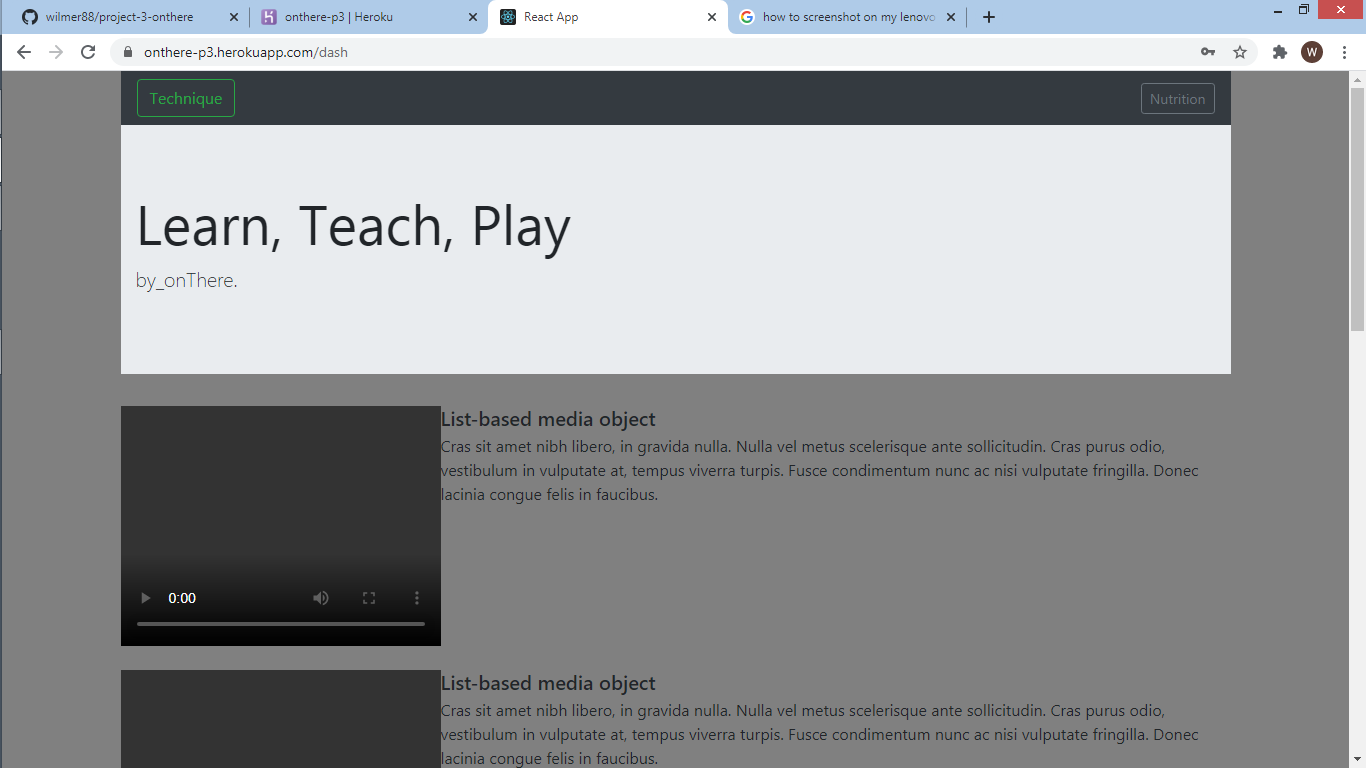 wilmer88/project-3-onthere
onthere-p3 | Heroku
React App
how to screenshot on my lenovo
onthere-p3.herokuapp.com/dash
W
Technique
Nutrition
Learn, Teach, Play
by_onThere.
List-based media object
Cras sit amet nibh libero, in gravida nulla. Nulla vel metus scelerisque ante sollicitudin. Cras purus odio,
vestibulum in vulputate at, tempus viverra turpis. Fusce condimentum nunc ac nisi vulputate fringilla. Donec
lacinia congue felis in faucibus.
0:00
List-based media object
Cras sit amet nibh libero, in gravida nulla. Nulla vel metus scelerisque ante sollicitudin. Cras purus odio,
vestibulum in vulputate at, tempus viverra turpis. Fusce condimentum nunc ac nisi vulputate fringilla. Donec
lacinia congue felis in faucibus.